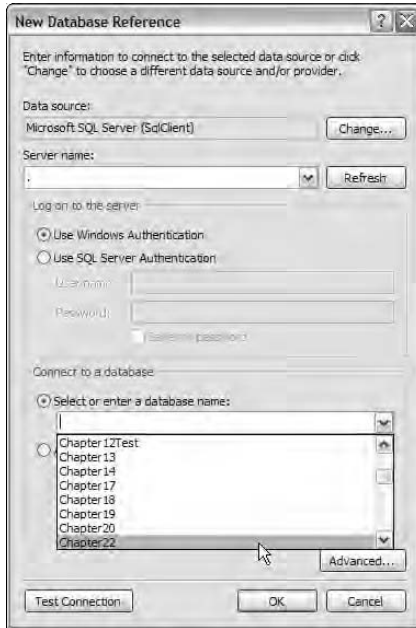 New Database Reference
Enter information to connect to the selected data source or click
"Change" to choose a different data source and/or provider.
Data source:
Microsoft SQL Server (SqlClient)
Change...
Server name:
.
Refresh
Log on to the server
Use Windows Authentication
Use SQL Server Authentication
User name:
Password:
Save my password
Connect to a database
Select or enter a database name:
Chapter12Test
Chapter13
Chapter14
Chapter17
Chapter18
Chapter19
Chapter20
Chapter22
Advanced...
Test Connection
OK
Cancel